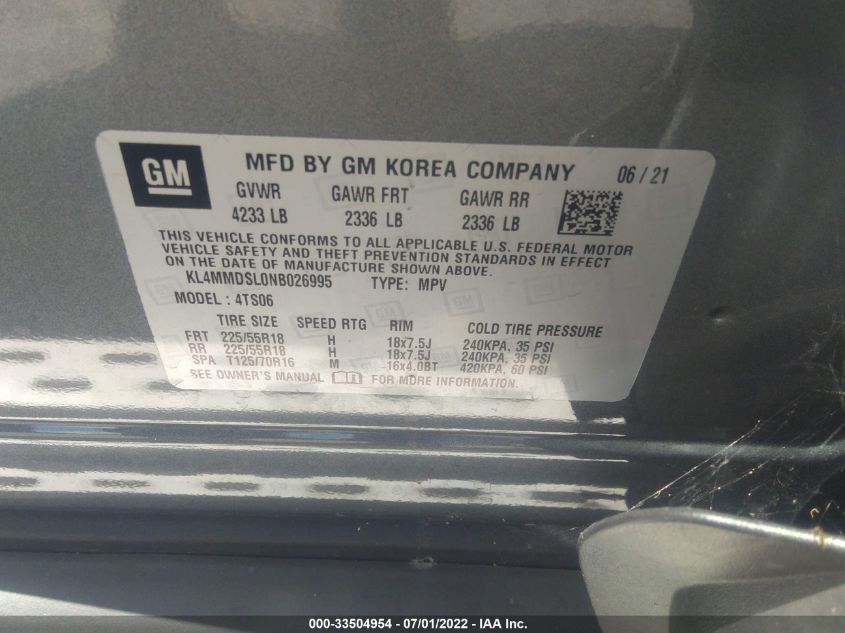 GM
MFD BY GM KOREA COMPANY 06 / 21
GVWR GAWR FRT GAWR RR
4233 LB 2336 LB 2336 LB
THIS VEHICLE CONFORMS TO ALL APPLICABLE U.S. FEDERAL MOTOR
VEHICLE SAFETY AND THEFT PREVENTION STANDARDS IN EFFECT
ON THE DATE OF MANUFACTURE SHOWN ABOVE.
KL4MMDSL0NB026995 TYPE: MPV
MODEL : 4TS06
TIRE SIZE SPEED RTG RIM COLD TIRE PRESSURE
FRT 225/55R18 H 18x7.5J 240KPA, 35 PSI
RR 225/55R18 H 18x7.5J 240KPA, 35 PSI
SPA T125/70R16 M 16x4.0BT 420KPA, 60 PSI
SEE OWNER'S MANUAL FOR MORE INFORMATION.
000-33504954 - 07/01/2022 - IAA Inc.